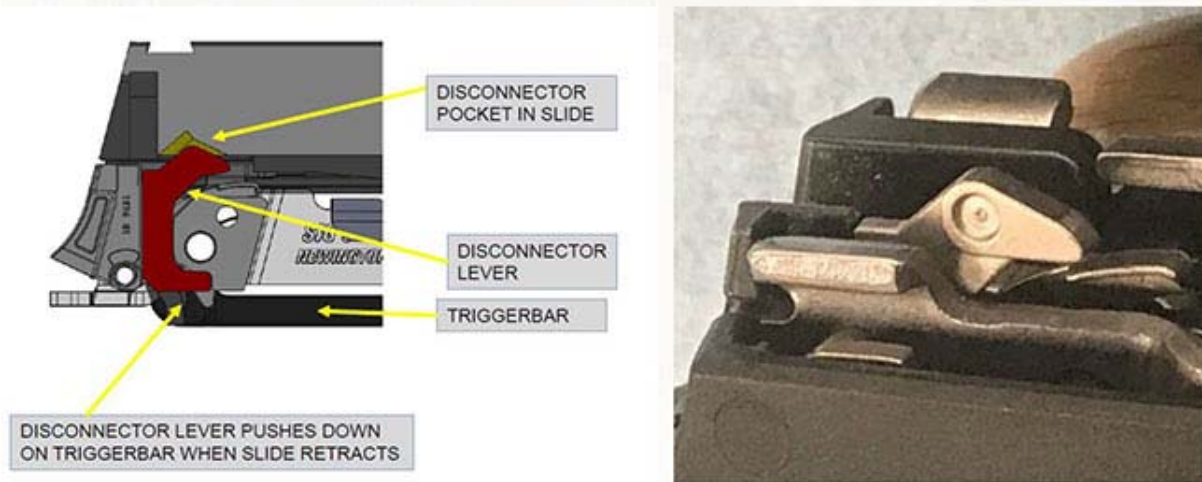 DISCONNECTOR
POCKET IN SLIDE
DISCONNECTOR
LEVER
TRIGGERBAR
DISCONNECTOR LEVER PUSHES DOWN
ON TRIGGERBAR WHEN SLIDE RETRACTS